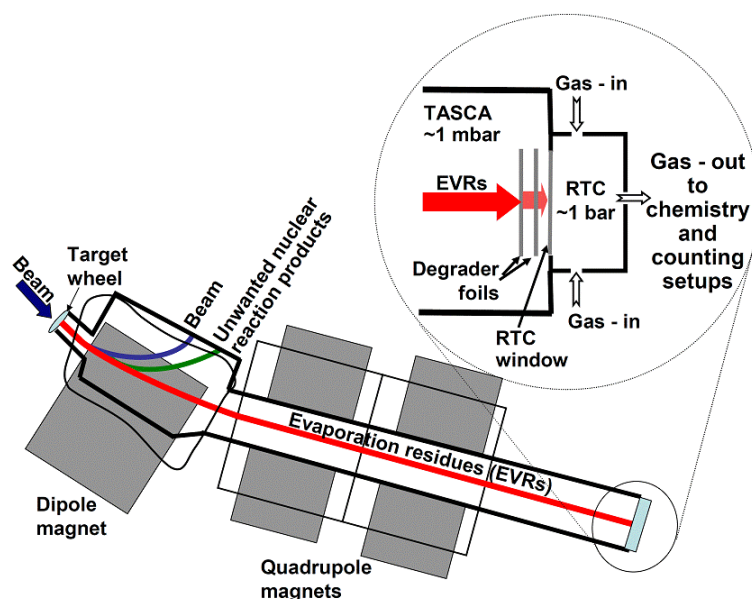 Gas - in
TASCA
~1 mbar
EVRs
RTC
~1 bar
Gas - out
to
chemistry
and
counting
setups
Degrader
foils
RTC
window
Gas - in
Beam
Target
wheel
Beam
Unwanted nuclear
reaction products
Evaporation residues (EVRs)
Dipole
magnet
Quadrupole
magnets